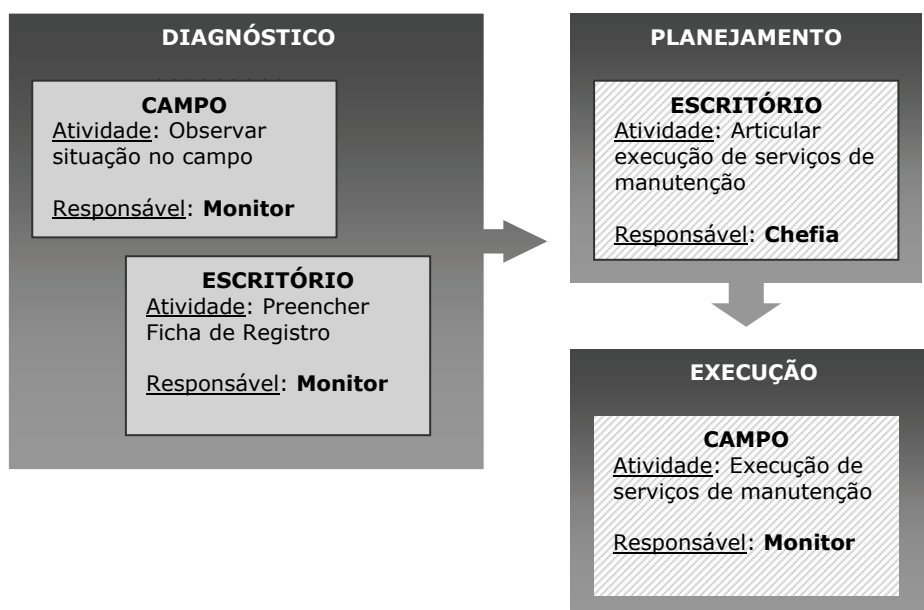 DIAGNÓSTICO
CAMPO
Atividade: Observar
situação no campo
Responsável: Monitor
ESCRITÓRIO
Atividade: Preencher
Ficha de Registro
Responsável: Monitor
PLANEJAMENTO
ESCRITÓRIO
Atividade: Articular
execução de serviços de
manutenção
Responsável: Chefia
EXECUÇÃO
CAMPO
Atividade: Execução de
serviços de manutenção
Responsável: Monitor